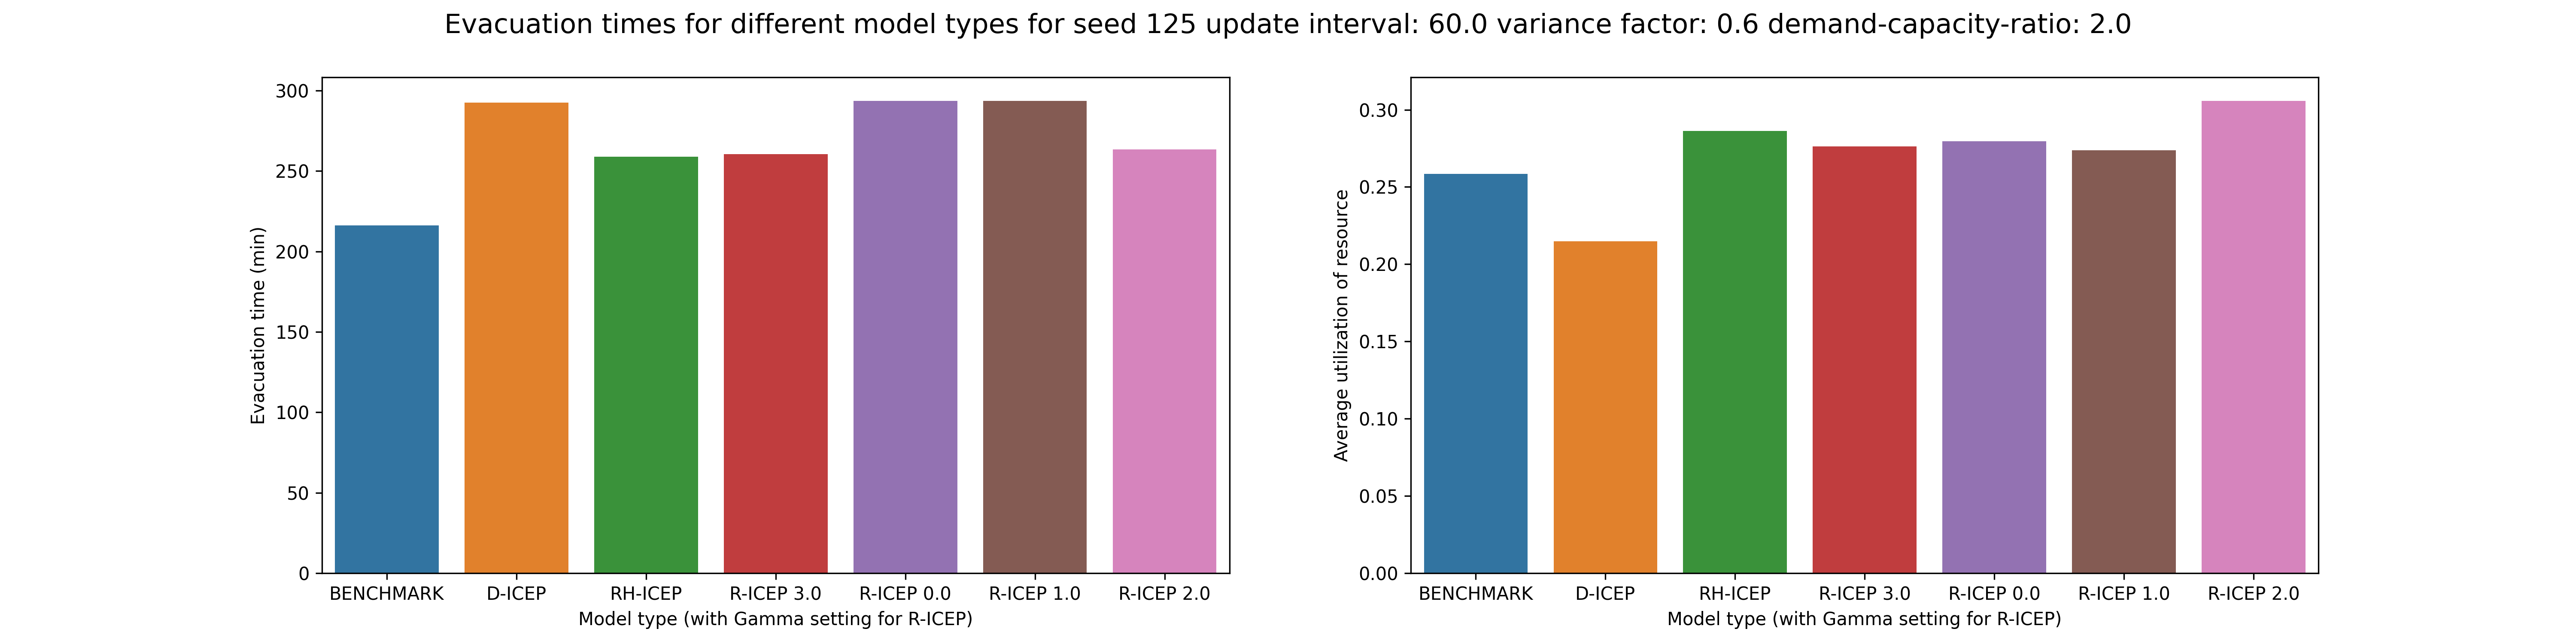 Evacuation times for different model types for seed 125 update interval: 60.0 variance factor: 0.6 demand-capacity-ratio: 2.0
Evacuation time (min)
300
250
200
150
100
50
0
BENCHMARK D-ICEP RH-ICEP R-ICEP 3.0 R-ICEP 0.0 R-ICEP 1.0 R-ICEP 2.0
Model type (with Gamma setting for R-ICEP)
Average utilization of resource
0.30
0.25
0.20
0.15
0.10
0.05
0.00
BENCHMARK D-ICEP RH-ICEP R-ICEP 3.0 R-ICEP 0.0 R-ICEP 1.0 R-ICEP 2.0
Model type (with Gamma setting for R-ICEP)